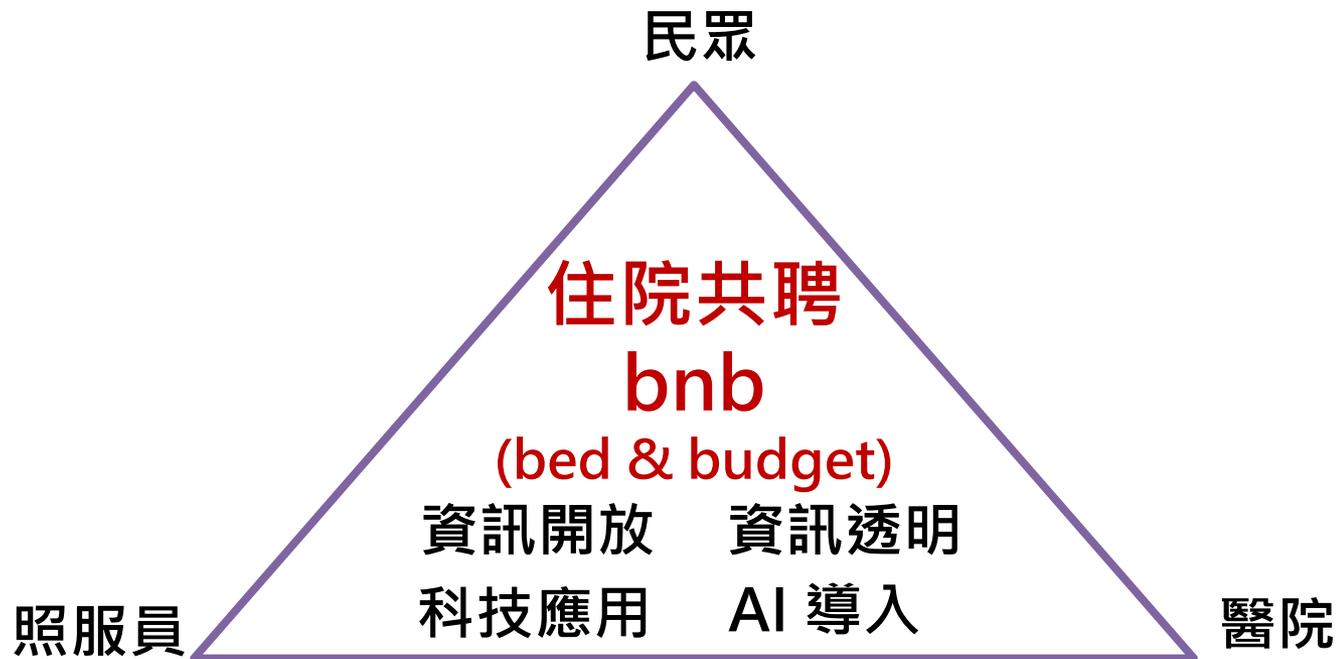 民眾
住院共聘
bnb
(bed & budget)
資訊開放 資訊透明
科技應用 AI 導入
照服員 醫院